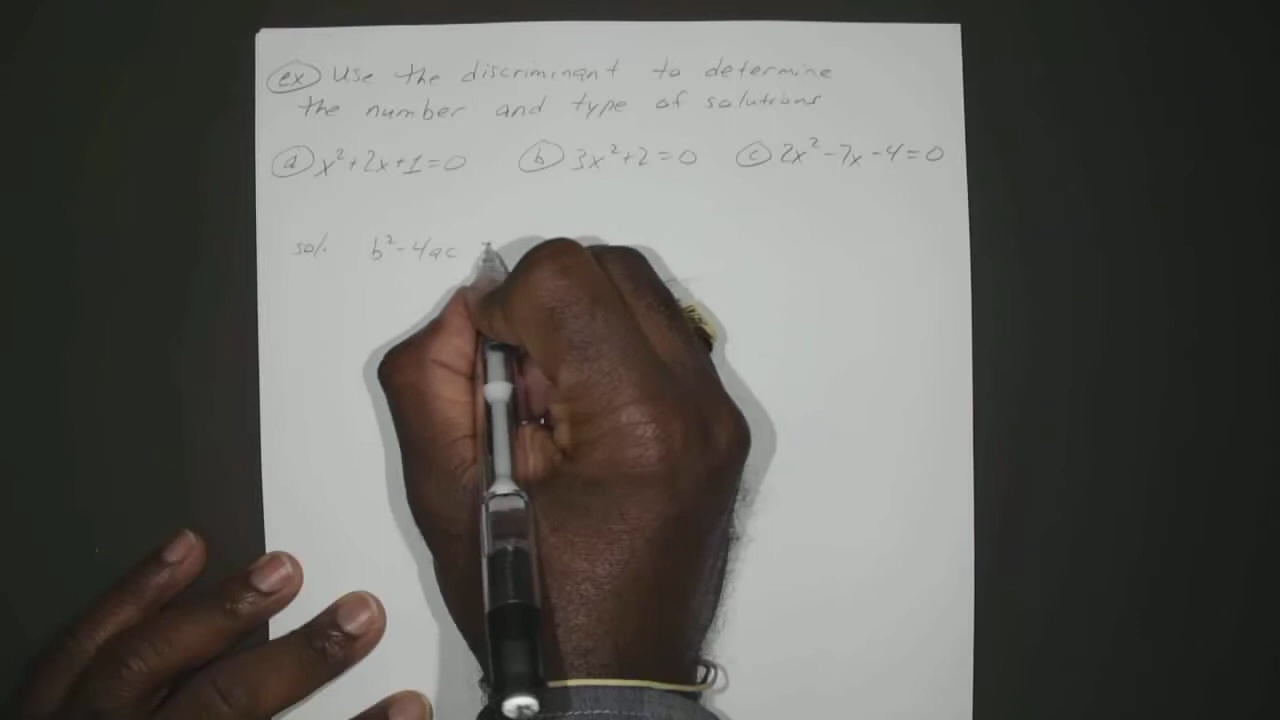 ex Use the discriminant to determine
the number and type of solutions
a x²+2x+1=0 b 3x²+2=0 c 2x²-7x-4=0
sol. b²-4ac